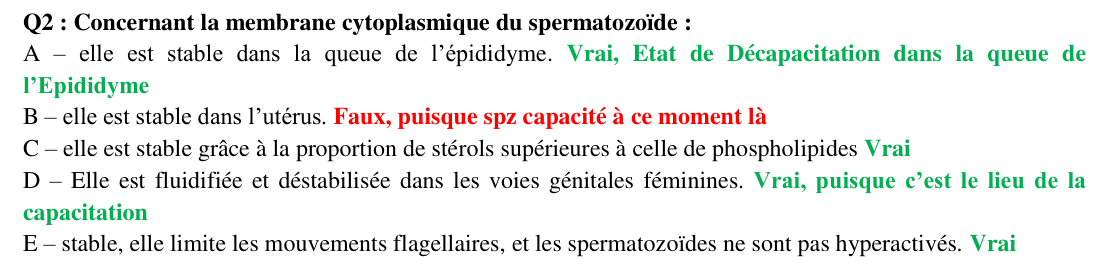 Q2 : Concernant la membrane cytoplasmique du spermatozoïde :
A – elle est stable dans la queue de l’épididyme. Vrai, Etat de Décapacitation dans la queue de
l’Epididyme
B – elle est stable dans l’utérus. Faux, puisque spz capacité à ce moment là
C – elle est stable grâce à la proportion de stérols supérieures à celle de phospholipides Vrai
D – Elle est fluidifiée et déstabilisée dans les voies génitales féminines. Vrai, puisque c’est le lieu de la
capacitation
E – stable, elle limite les mouvements flagellaires, et les spermatozoïdes ne sont pas hyperactivés. Vrai